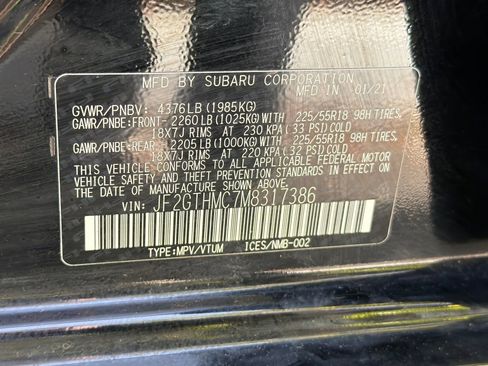 MFD BY SUBARU CORPORATION
MFD IN 01/21
GVWR/PNBV: 4376LB(1985KG)
GAWR/PNBE:FRONT- 2260LB(1025KG) WITH 225/55R18 98H TIRES,
18X7J RIMS AT 230 KPA(33 PSI)COLD
GAWR/PNBE:REAR- 2205LB(1000KG) WITH 225/55R18 98H TIRES,
18X7J RIMS AT 220 KPA(32 PSI)COLD
THIS VEHICLE CONFORMS TO ALL APPLICABLE FEDERAL MOTOR
VEHICLE SAFETY AND THEFT PREVENTION STANDARDS IN EFFECT ON
THE DATE OF MANUFACTURE SHOWN ABOVE.
VIN: JF2GTHMC7M8317386
TYPE:MPV/VTUM ICES/NMB-002